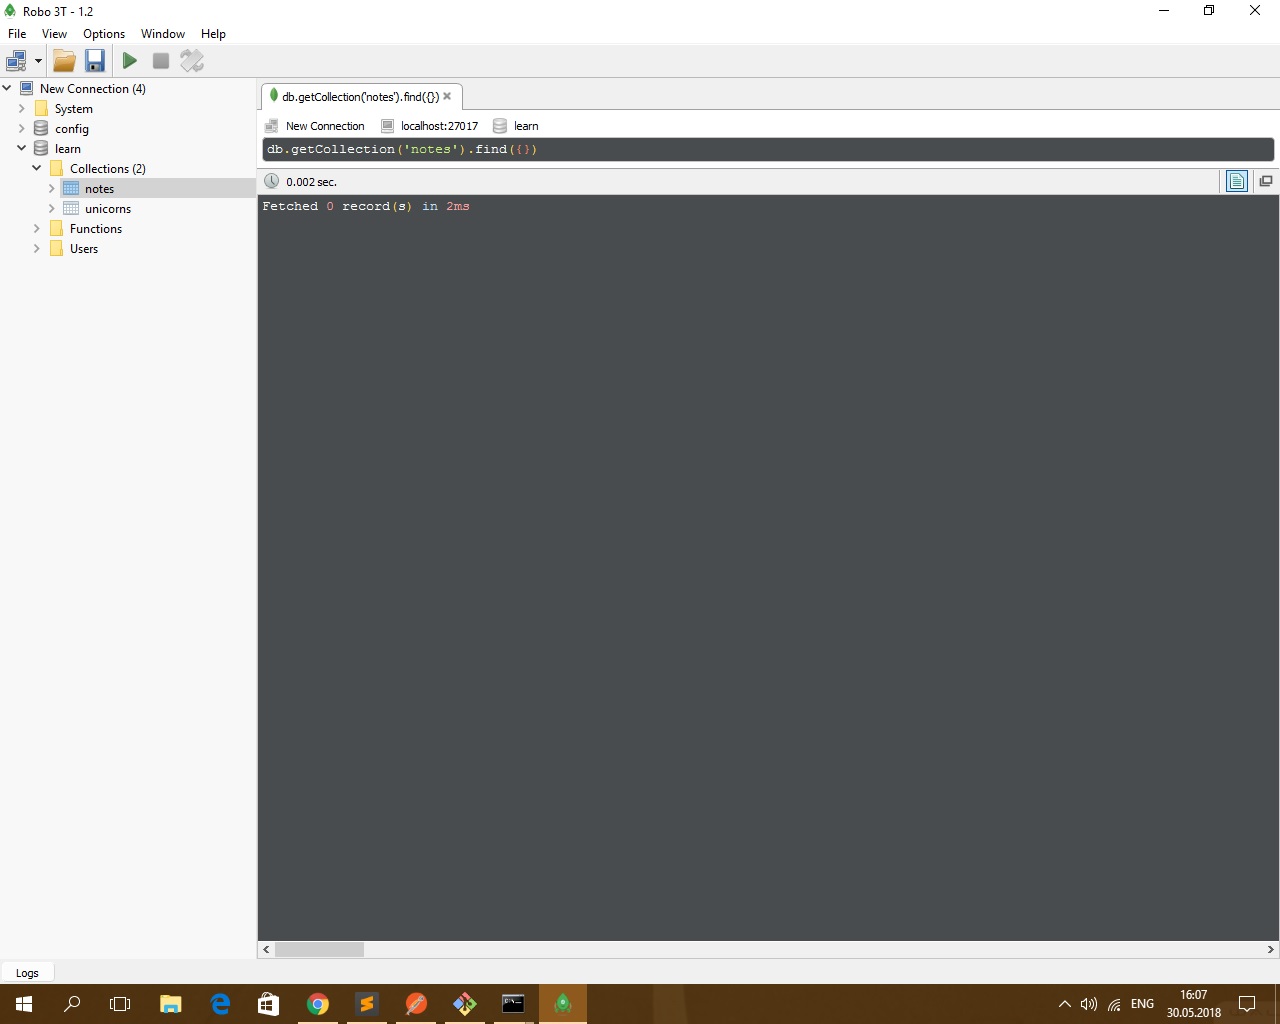 Robo 3T - 1.2
File View Options Window Help
New Connection (4)
System
config
learn
Collections (2)
notes
unicorns
Functions
Users
db.getCollection('notes').find({})
New Connection localhost:27017 learn
db.getCollection('notes').find({})
0.002 sec.
Fetched 0 record(s) in 2ms
Logs
ENG
16:07
30.05.2018